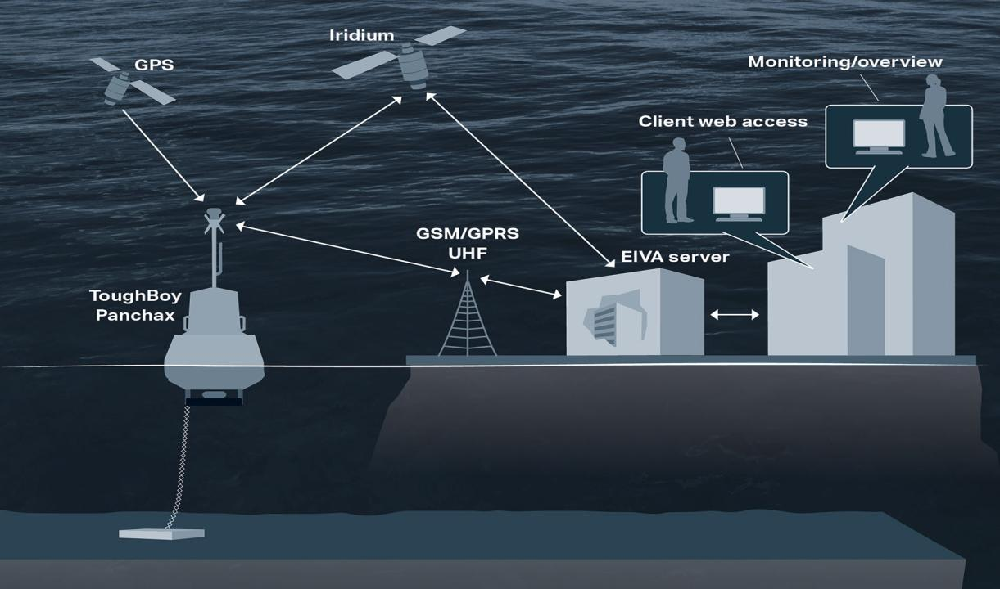 Iridium
GPS
Monitoring/overview
Client web access
GSM/GPRS
UHF
EIVA server
ToughBoy
Panchax